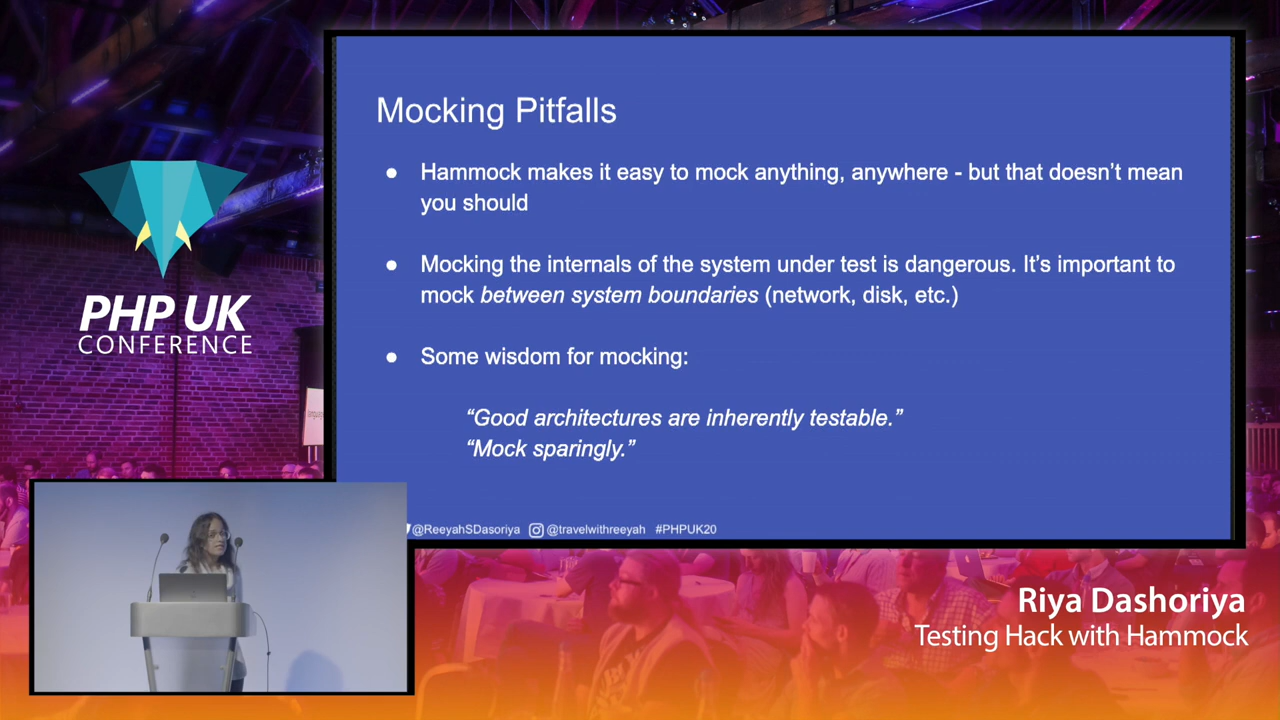 Mocking Pitfalls
● Hammock makes it easy to mock anything, anywhere - but that doesn't mean
you should
● Mocking the internals of the system under test is dangerous. It's important to
mock between system boundaries (network, disk, etc.)
● Some wisdom for mocking:
“Good architectures are inherently testable.”
“Mock sparingly.”
@ReeyahSDasoriya @travelwithreeyah #PHPUK20
PHP UK
CONFERENCE
Riya Dashoriya
Testing Hack with Hammock